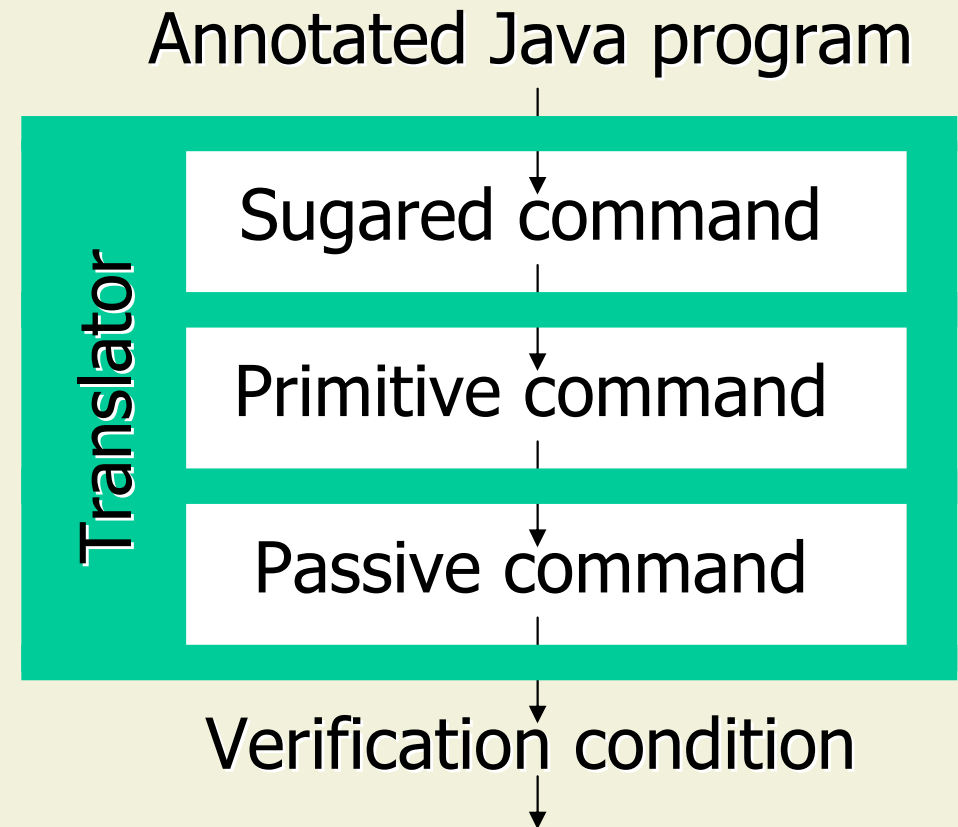 Annotated Java program
Translator
Sugared command
Primitive command
Passive command
Verification condition